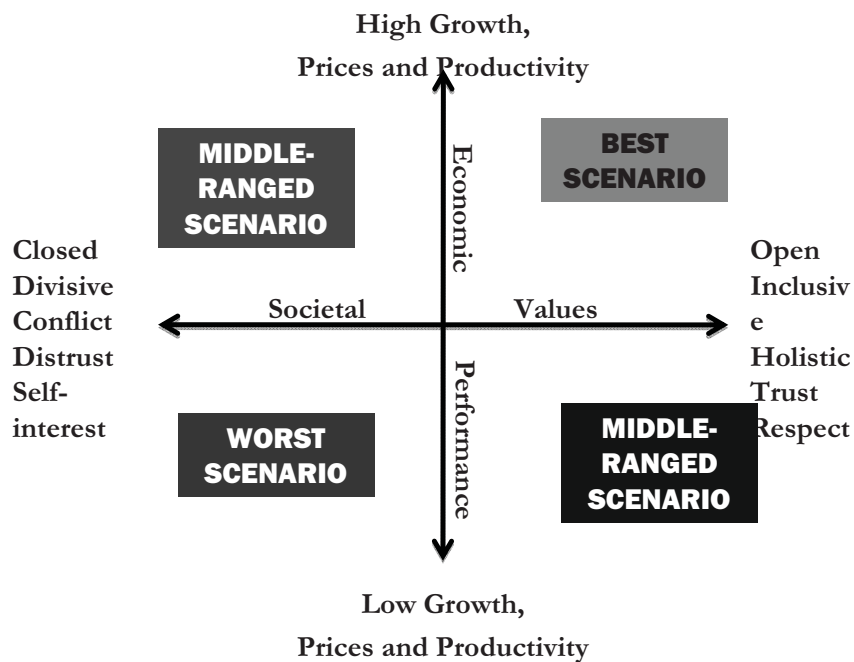 High Growth,
Prices and Productivity
MIDDLE-
RANGED
SCENARIO
Economic
BEST
SCENARIO
Closed
Divisive
Conflict
Distrust
Self-
interest
Societal
Values
Open
Inclusiv
e
Holistic
Trust
Respect
WORST
SCENARIO
Performance
MIDDLE-
RANGED
SCENARIO
Low Growth,
Prices and Productivity